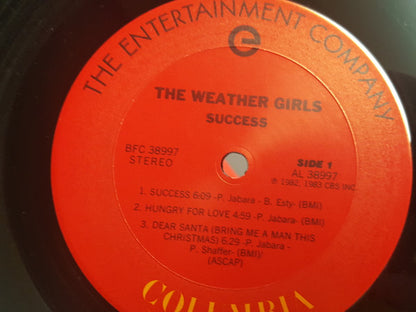 THE ENTERTAINMENT COMPANY
e
THE WEATHER GIRLS
SUCCESS
BFC 38997
STEREO
SIDE 1
AL 38997
℗ 1982, 1983 CBS INC.
1. SUCCESS 6:09 -P. Jabara - B. Esty- (BMI)
2. HUNGRY FOR LOVE 4:59 -P. Jabara- (BMI)
3. DEAR SANTA (BRING ME A MAN THIS
CHRISTMAS) 6:29 -P. Jabara -
P. Shaffer- (BMI)/
(ASCAP)
COLUMBIA